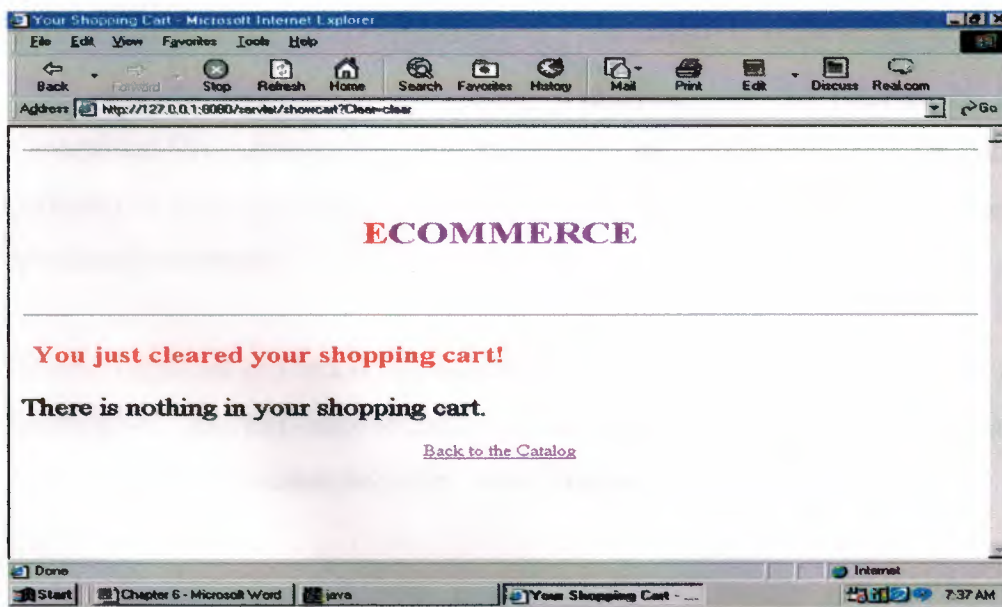 Your Shopping Cart - Microsoft Internet Explorer
File Edit View Favorites Tools Help
Back Forward Stop Refresh Home Search Favorites History Mail Print Edit Discuss Real.com
Address http://127.0.0.1:8080/servlet/showcart?Clear=clear Go
ECOMMERCE
You just cleared your shopping cart!
There is nothing in your shopping cart.
Back to the Catalog
Done Internet
Start Chapter 6 - Microsoft Word java Your Shopping Cart - ... 7:37 AM